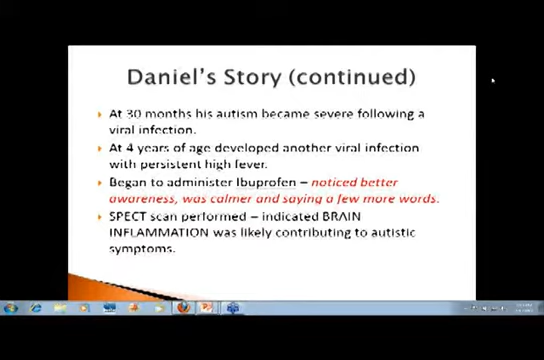 Daniel's Story (continued)
At 30 months his autism became severe following a
viral infection.
At 4 years of age developed another viral infection
with persistent high fever.
Began to administer Ibuprofen – noticed better
awareness, was calmer and saying a few more words.
SPECT scan performed – indicated BRAIN
INFLAMMATION was likely contributing to autistic
symptoms.